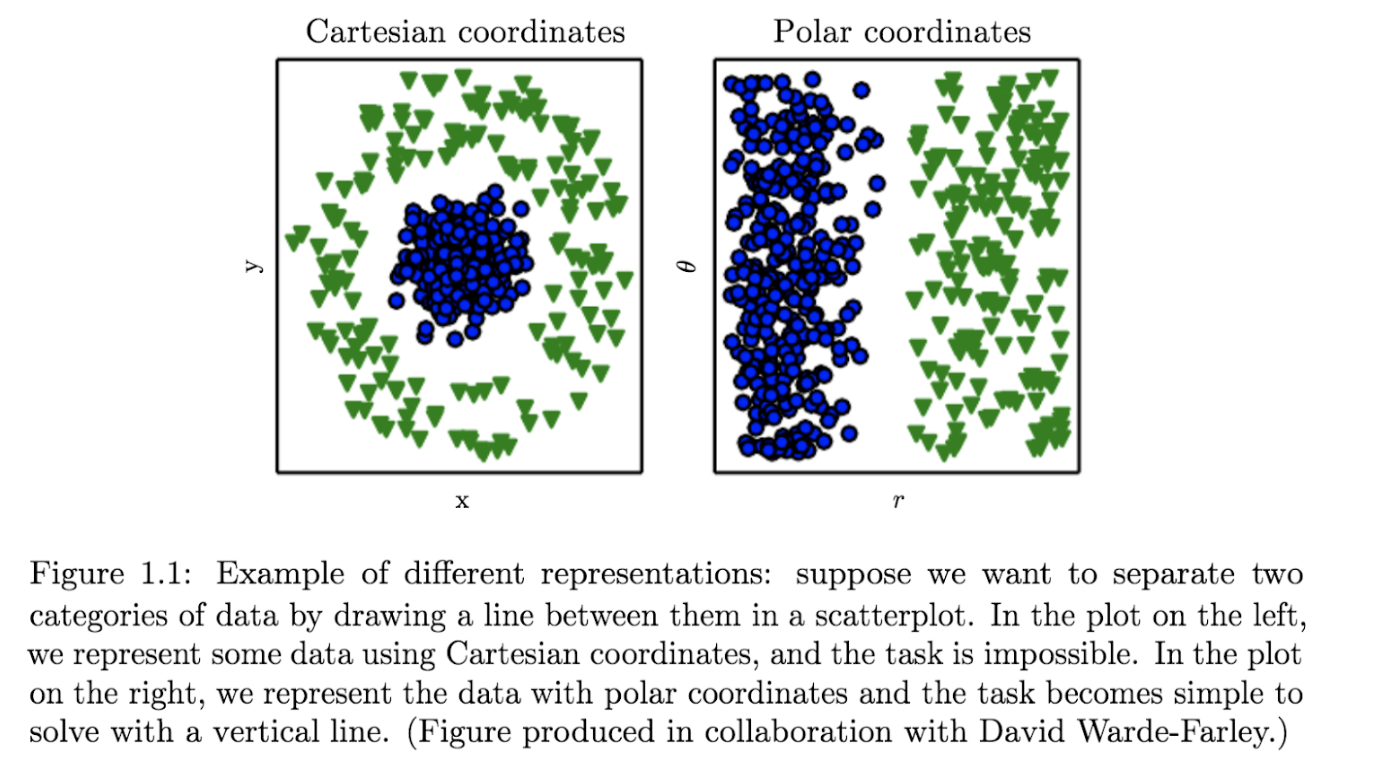 Cartesian coordinates
Polar coordinates
y
x
θ
r
Figure 1.1: Example of different representations: suppose we want to separate two
categories of data by drawing a line between them in a scatterplot. In the plot on the left,
we represent some data using Cartesian coordinates, and the task is impossible. In the plot
on the right, we represent the data with polar coordinates and the task becomes simple to
solve with a vertical line. (Figure produced in collaboration with David Warde-Farley.)